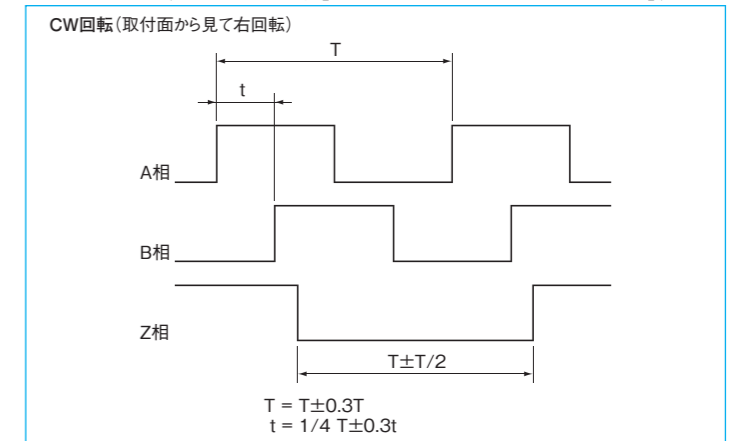 CW回転（取付面から見て右回転）
T
t
A相
B相
Z相
T±T/2
T = T±0.3T
t = 1/4 T±0.3t